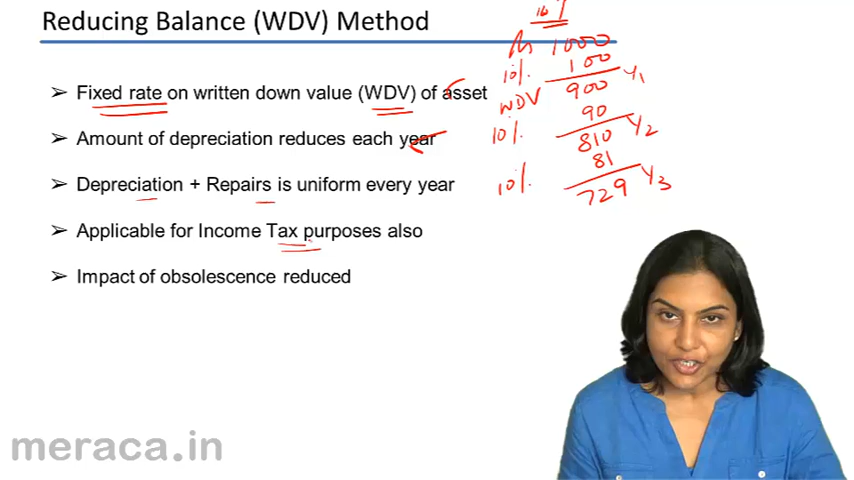 Reducing Balance (WDV) Method
➢ Fixed rate on written down value (WDV) of asset
➢ Amount of depreciation reduces each year
➢ Depreciation + Repairs is uniform every year
➢ Applicable for Income Tax purposes also
➢ Impact of obsolescence reduced
1000
10% 100
WDV 900 Y1
90
10% 810 Y2
81
10% 729 Y3
meraca.in